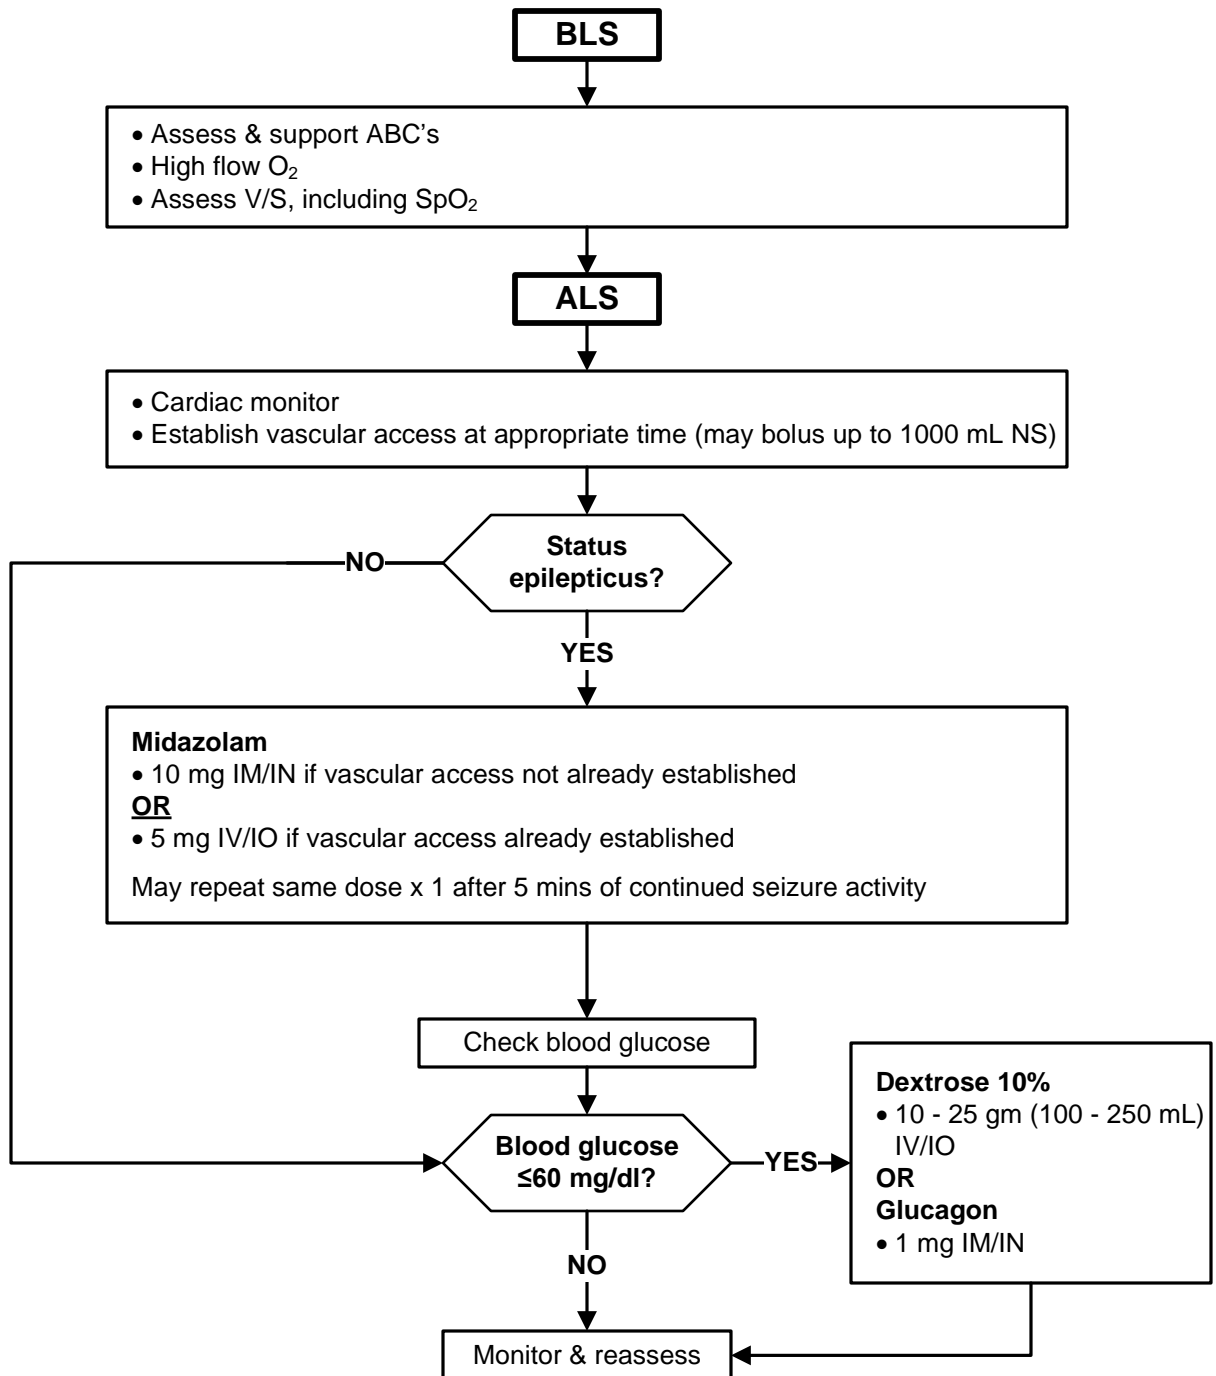 BLS
• Assess & support ABC’s
• High flow O₂
• Assess V/S, including SpO₂
ALS
• Cardiac monitor
• Establish vascular access at appropriate time (may bolus up to 1000 mL NS)
Status
epilepticus?
NO
YES
Midazolam
• 10 mg IM/IN if vascular access not already established
OR
• 5 mg IV/IO if vascular access already established
May repeat same dose x 1 after 5 mins of continued seizure activity
Check blood glucose
Blood glucose
≤60 mg/dl?
YES
Dextrose 10%
• 10 - 25 gm (100 - 250 mL)
IV/IO
OR
Glucagon
• 1 mg IM/IN
NO
Monitor & reassess